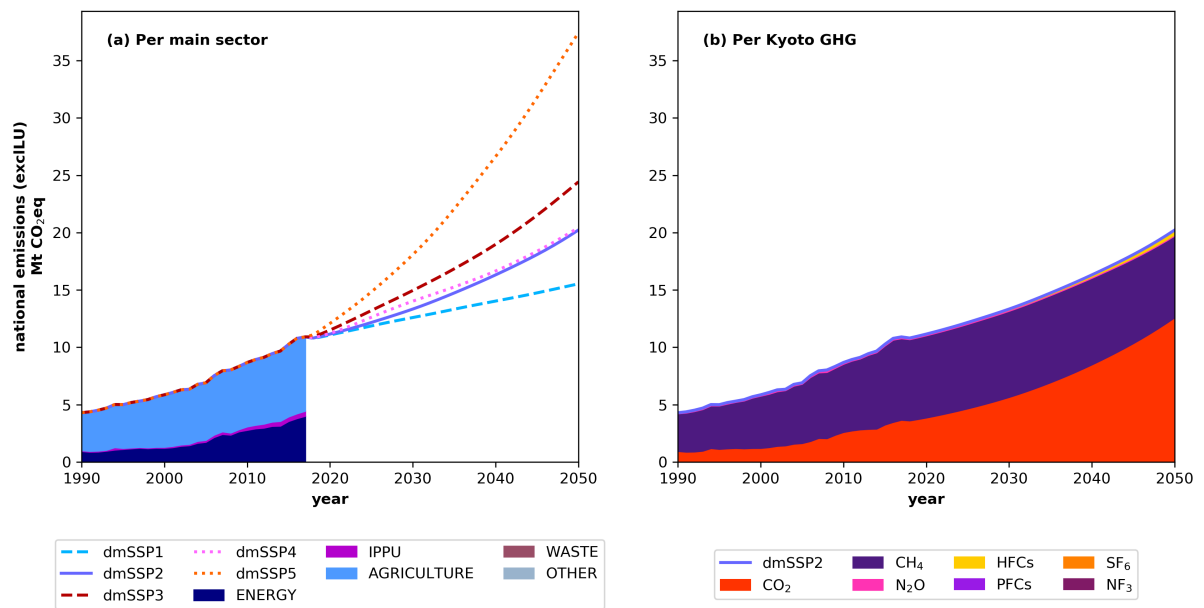 (a) Per main sector
national emissions (exclLU)
Mt CO₂eq
35
30
25
20
15
10
5
0
1990 2000 2010 2020 2030 2040 2050
year
dmSSP1
dmSSP2
dmSSP3
dmSSP4
dmSSP5
ENERGY
IPPU
AGRICULTURE
WASTE
OTHER
(b) Per Kyoto GHG
35
30
25
20
15
10
5
0
1990 2000 2010 2020 2030 2040 2050
year
dmSSP2
CO₂
CH₄
N₂O
HFCs
PFCs
SF₆
NF₃